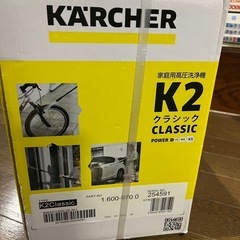 KÄRCHER
家庭用高圧洗浄機
K2
クラシック
CLASSIC
POWER
K2Classic
1.600-970.0
254591